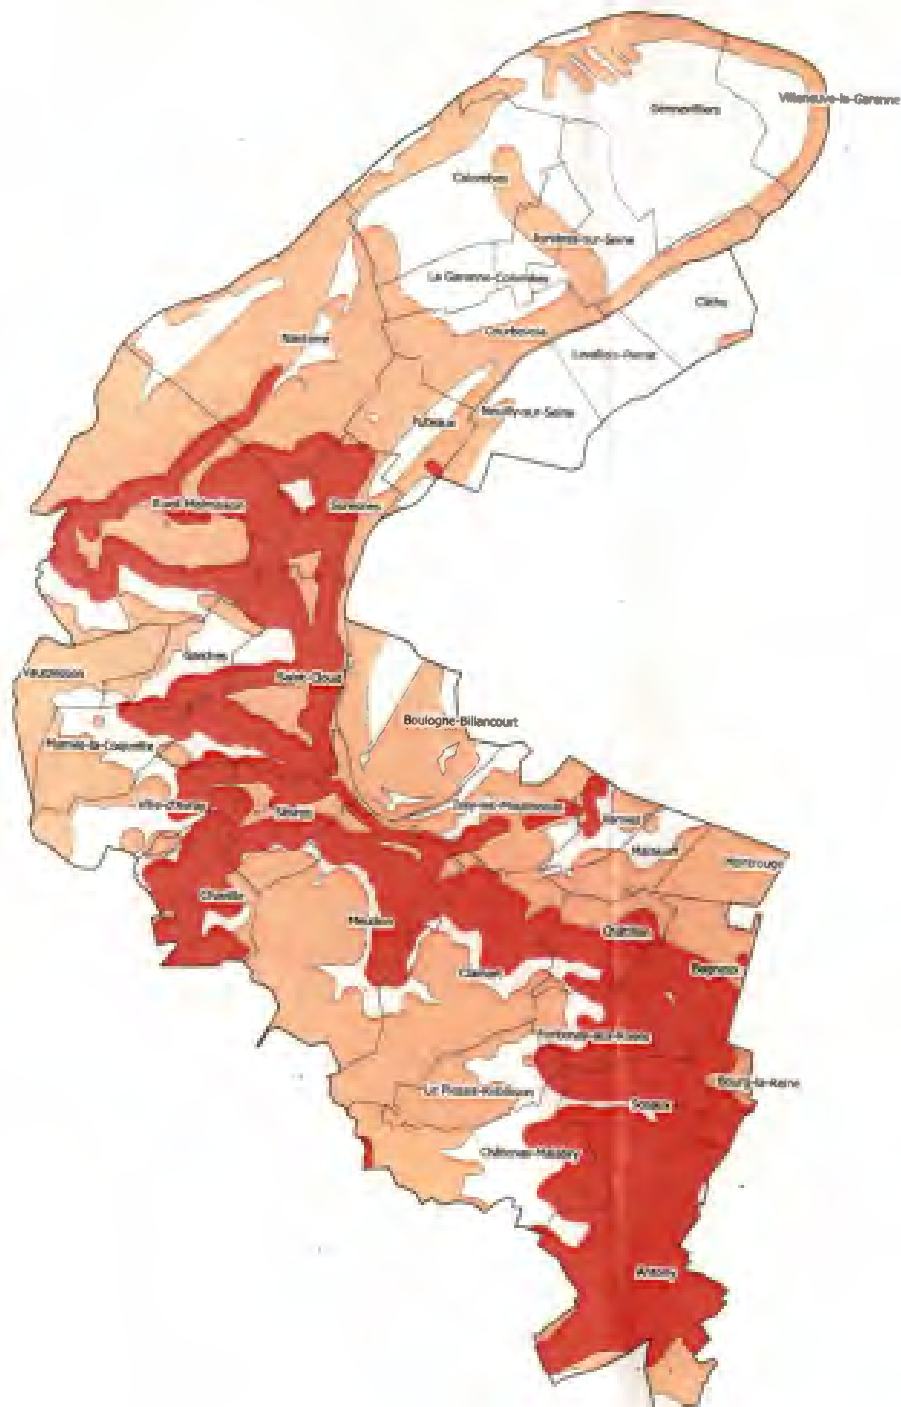 Villeneuve-la-Garenne
Gennevilliers
Colombes
Asnières-sur-Seine
La Garenne-Colombes
Clichy
Courbevoie
Nanterre
Levallois-Perret
Neuilly-sur-Seine
Puteaux
Rueil-Malmaison
Suresnes
Garches
Vaucresson
Saint-Cloud
Boulogne-Billancourt
Marnes-la-Coquette
Ville-d'Avray
Sèvres
Issy-les-Moulineaux
Vanves
Malakoff
Montrouge
Chaville
Meudon
Châtillon
Clamart
Bagneux
Fontenay-aux-Roses
Bourg-la-Reine
Le Plessis-Robinson
Sceaux
Châtenay-Malabry
Antony